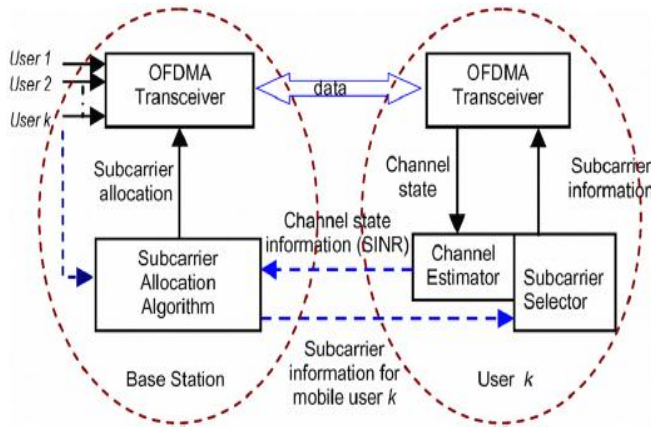 User 1
User 2
User k
OFDMA
Transceiver
data
OFDMA
Transceiver
Subcarrier
allocation
Channel
state
Subcarrier
information
Channel state
information (SINR)
Subcarrier
Allocation
Algorithm
Channel
Estimator
Subcarrier
Selector
Subcarrier
information for
mobile user k
Base Station
User k